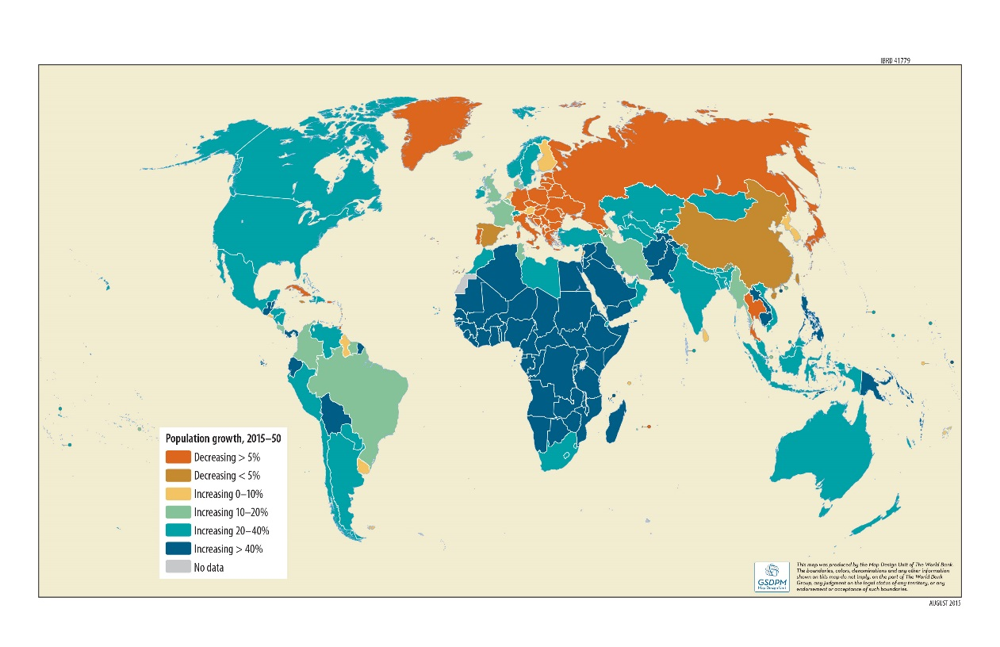 IBRD 41779
Population growth, 2015–50
Decreasing > 5%
Decreasing < 5%
Increasing 0–10%
Increasing 10–20%
Increasing 20–40%
Increasing > 40%
No data
GSDPM
Map Design Unit
This map was produced by the Map Design Unit of The World Bank.
The boundaries, colors, denominations and any other information
shown on this map do not imply, on the part of The World Bank
Group, any judgment on the legal status of any territory, or any
endorsement or acceptance of such boundaries.
AUGUST 2015